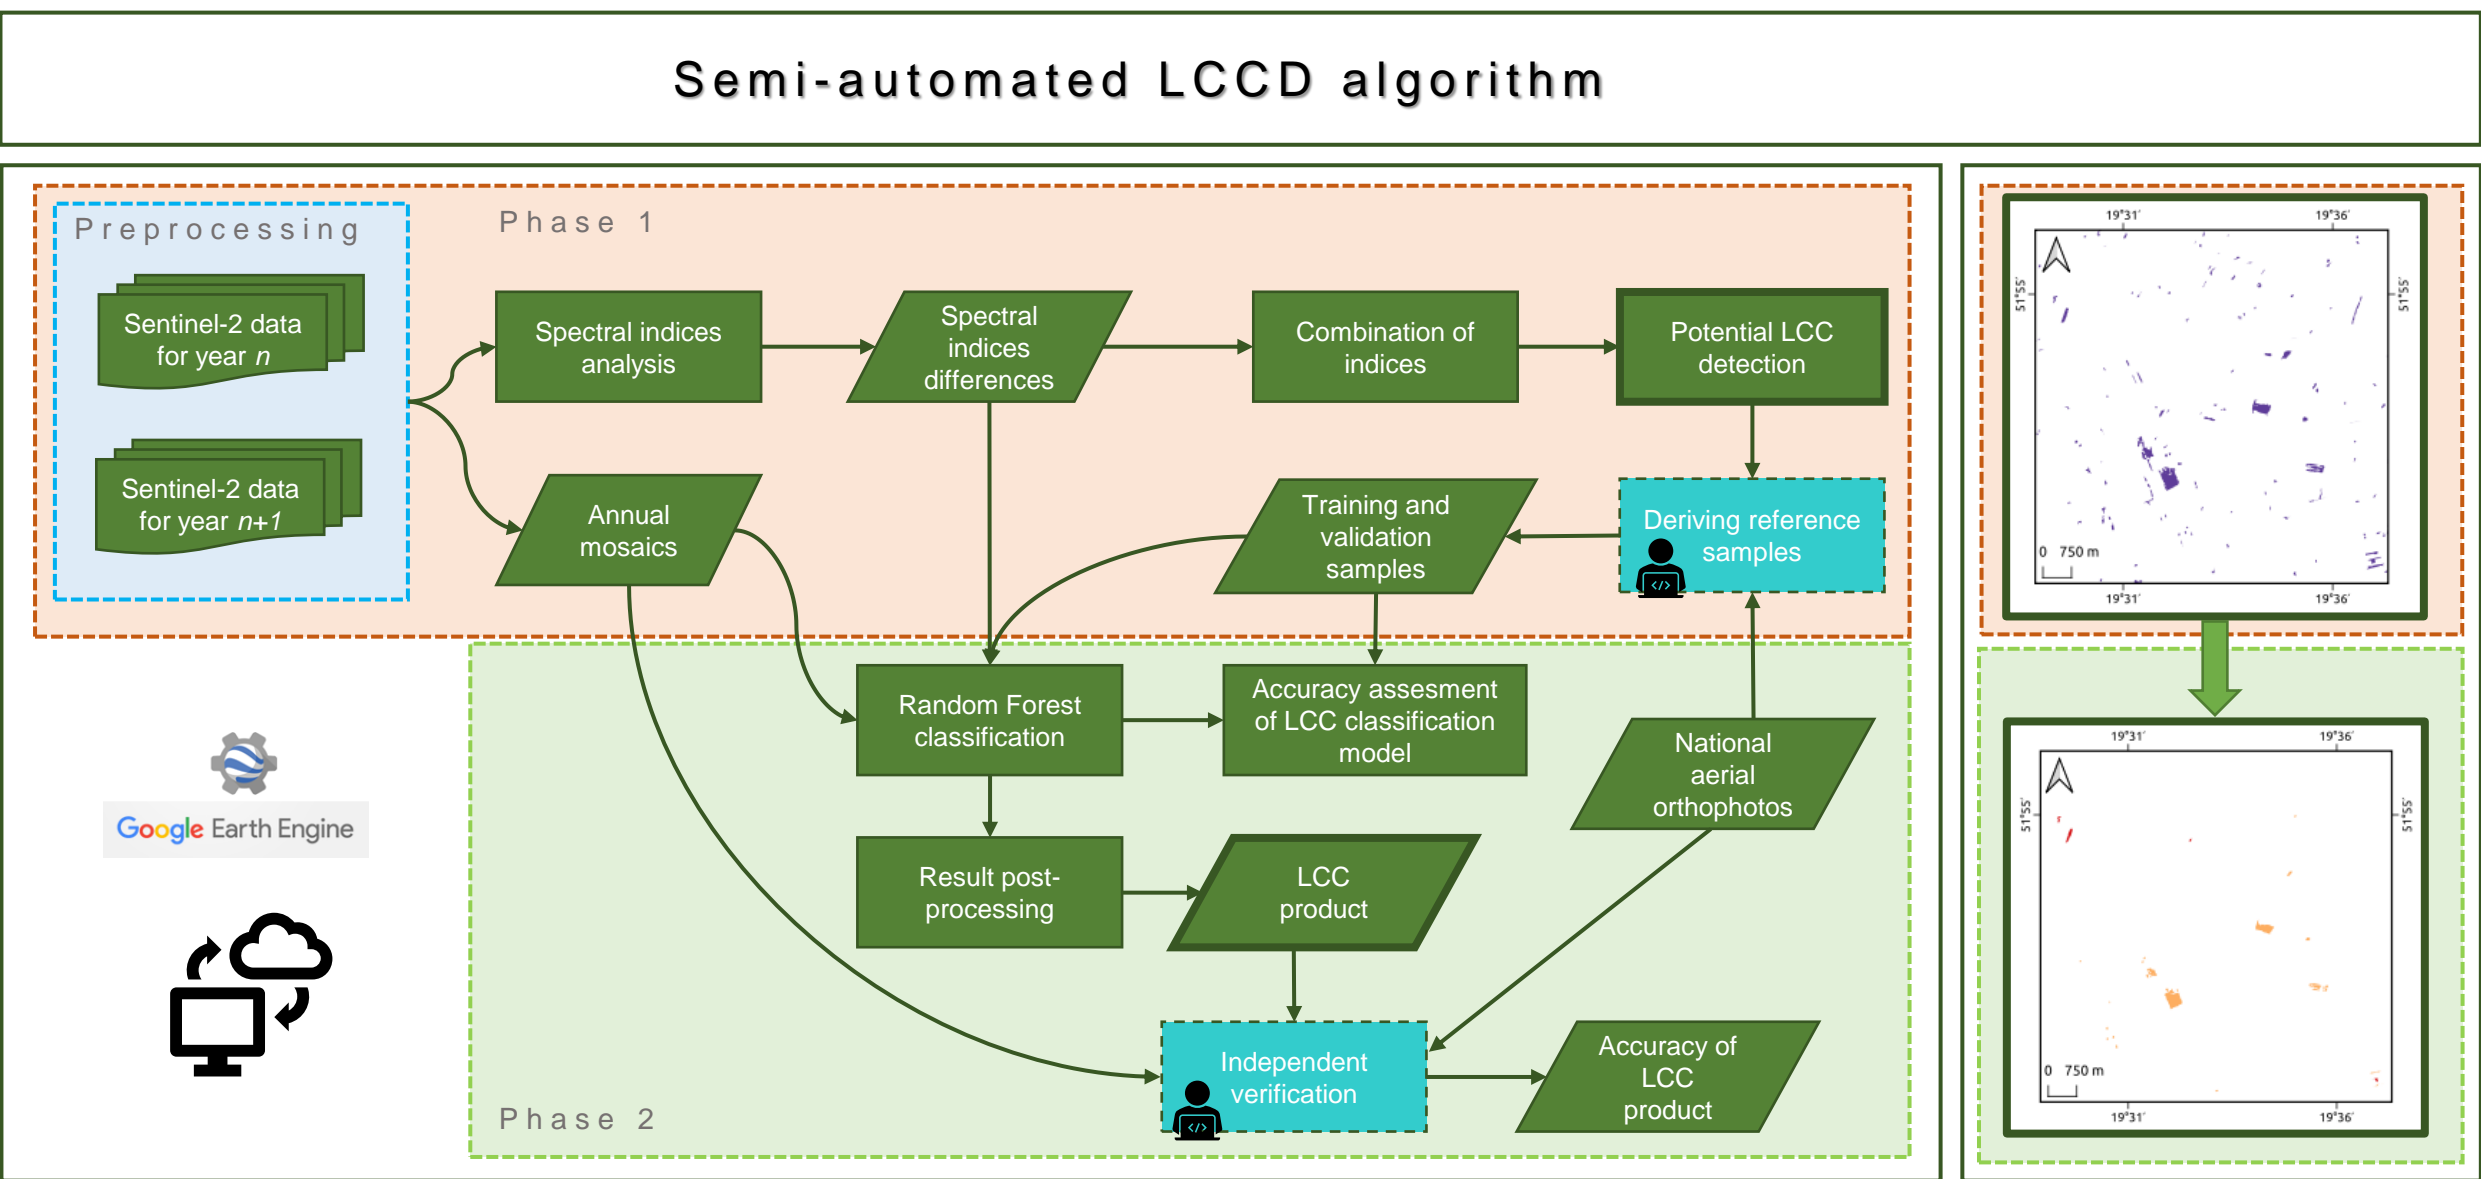 Semi-automated LCCD algorithm
Preprocessing
Sentinel-2 data
for year n
Sentinel-2 data
for year n+1
Phase 1
Spectral indices
analysis
Spectral
indices
differences
Combination of
indices
Potential LCC
detection
Annual
mosaics
Training and
validation
samples
Deriving reference
samples
</>
Random Forest
classification
Accuracy assesment
of LCC classification
model
National
aerial
orthophotos
Result post-
processing
LCC
product
Independent
verification
</>
Accuracy of
LCC
product
Phase 2
Google Earth Engine
19°31′
19°36′
51°55′
51°55′
0 750 m
19°31′
19°36′
19°31′
19°36′
51°55′
51°55′
0 750 m
19°31′
19°36′